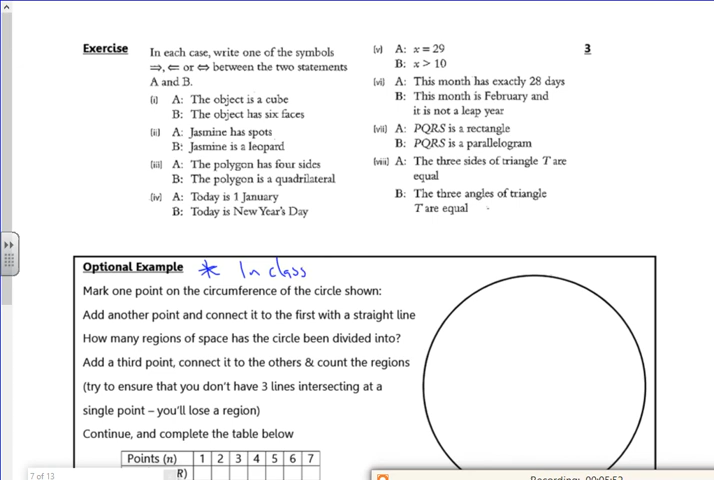 Exercise
In each case, write one of the symbols
⇒, ⇐ or ⇔ between the two statements
A and B.
(i) A: The object is a cube
B: The object has six faces
(ii) A: Jasmine has spots
B: Jasmine is a leopard
(iii) A: The polygon has four sides
B: The polygon is a quadrilateral
(iv) A: Today is 1 January
B: Today is New Year's Day
(v) A: x = 29
B: x > 10
(vi) A: This month has exactly 28 days
B: This month is February and
it is not a leap year
(vii) A: PQRS is a rectangle
B: PQRS is a parallelogram
(viii) A: The three sides of triangle T are
equal
B: The three angles of triangle
T are equal
3
Optional Example * In class
Mark one point on the circumference of the circle shown:
Add another point and connect it to the first with a straight line
How many regions of space has the circle been divided into?
Add a third point, connect it to the others & count the regions
(try to ensure that you don't have 3 lines intersecting at a
single point – you'll lose a region)
Continue, and complete the table below
Points (n) 1 2 3 4 5 6 7
R)
7 of 13
Recording: 00:05:52